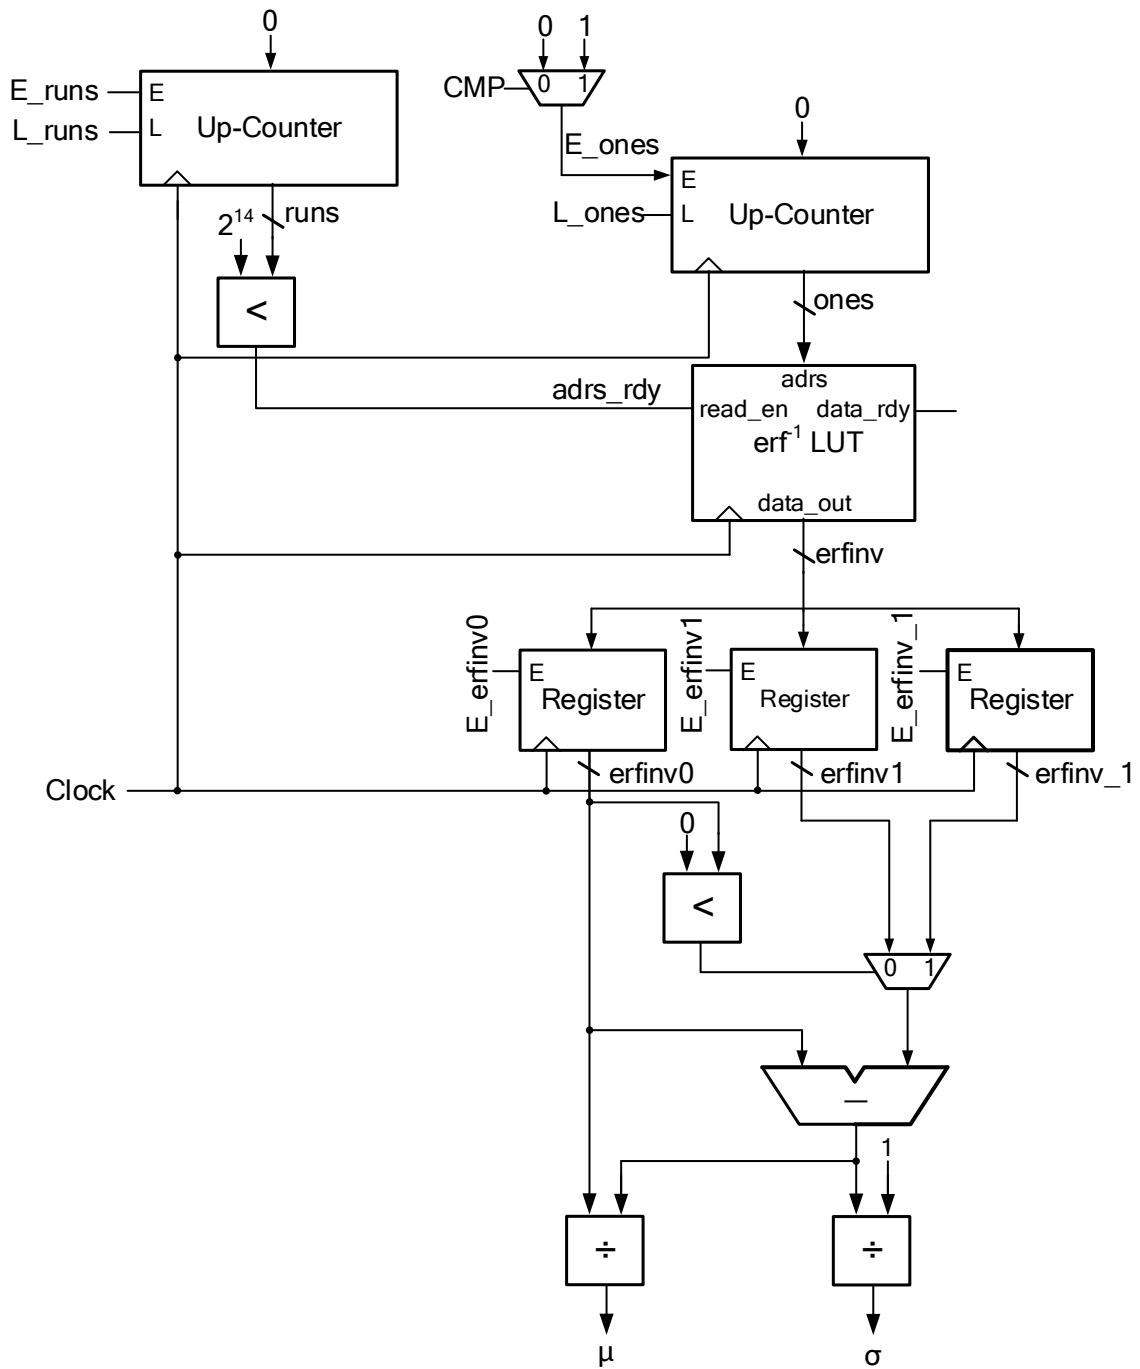 0
0 1
E_runs
E
L_runs
L
Up-Counter
CMP
0 1
0
E_ones
E
L_ones
L
Up-Counter
2^14
runs
<
ones
adrs_rdy
adrs
read_en data_rdy
erf^-1 LUT
data_out
erfinv
E_erfinv0
E
Register
E_erfinv1
E
Register
E_erfinv_1
E
Register
Clock
erfinv0
erfinv1
erfinv_1
0
<
0 1
—
1
÷
÷
μ
σ